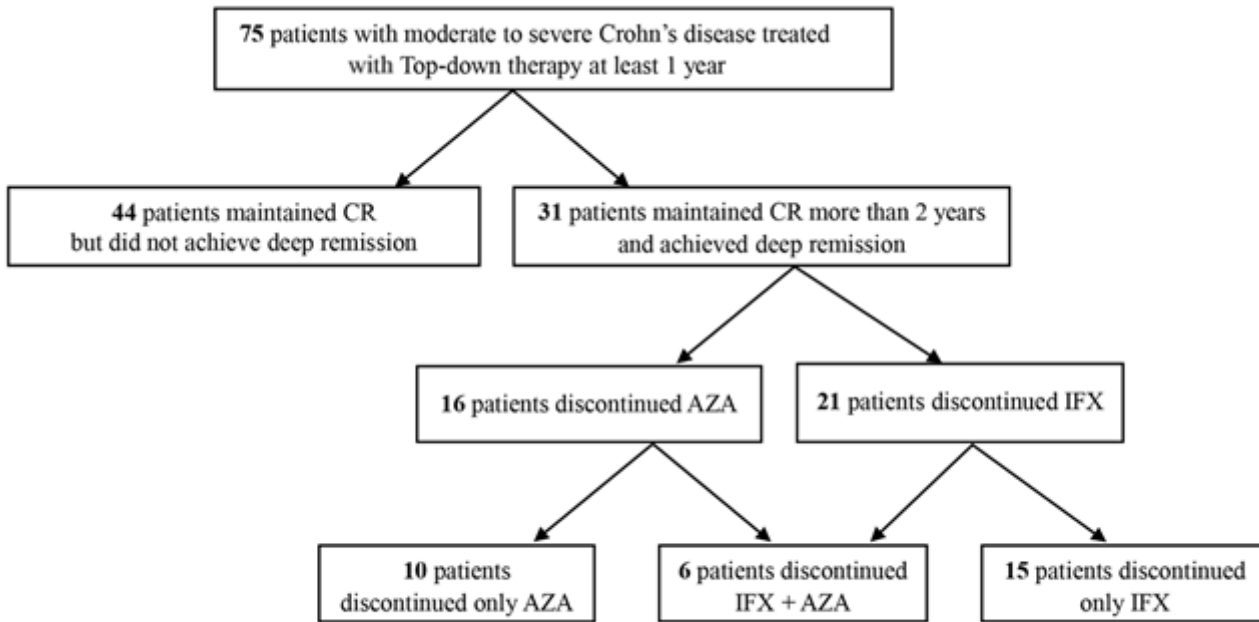 75 patients with moderate to severe Crohn’s disease treated
with Top-down therapy at least 1 year
44 patients maintained CR
but did not achieve deep remission
31 patients maintained CR more than 2 years
and achieved deep remission
16 patients discontinued AZA
21 patients discontinued IFX
10 patients
discontinued only AZA
6 patients discontinued
IFX + AZA
15 patients discontinued
only IFX